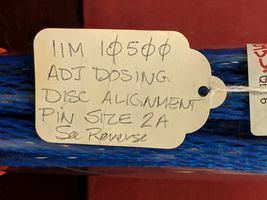 11M 10500
ADJ DOSING
DISC ALIGNMENT
PIN SIZE 2A
See Reverse